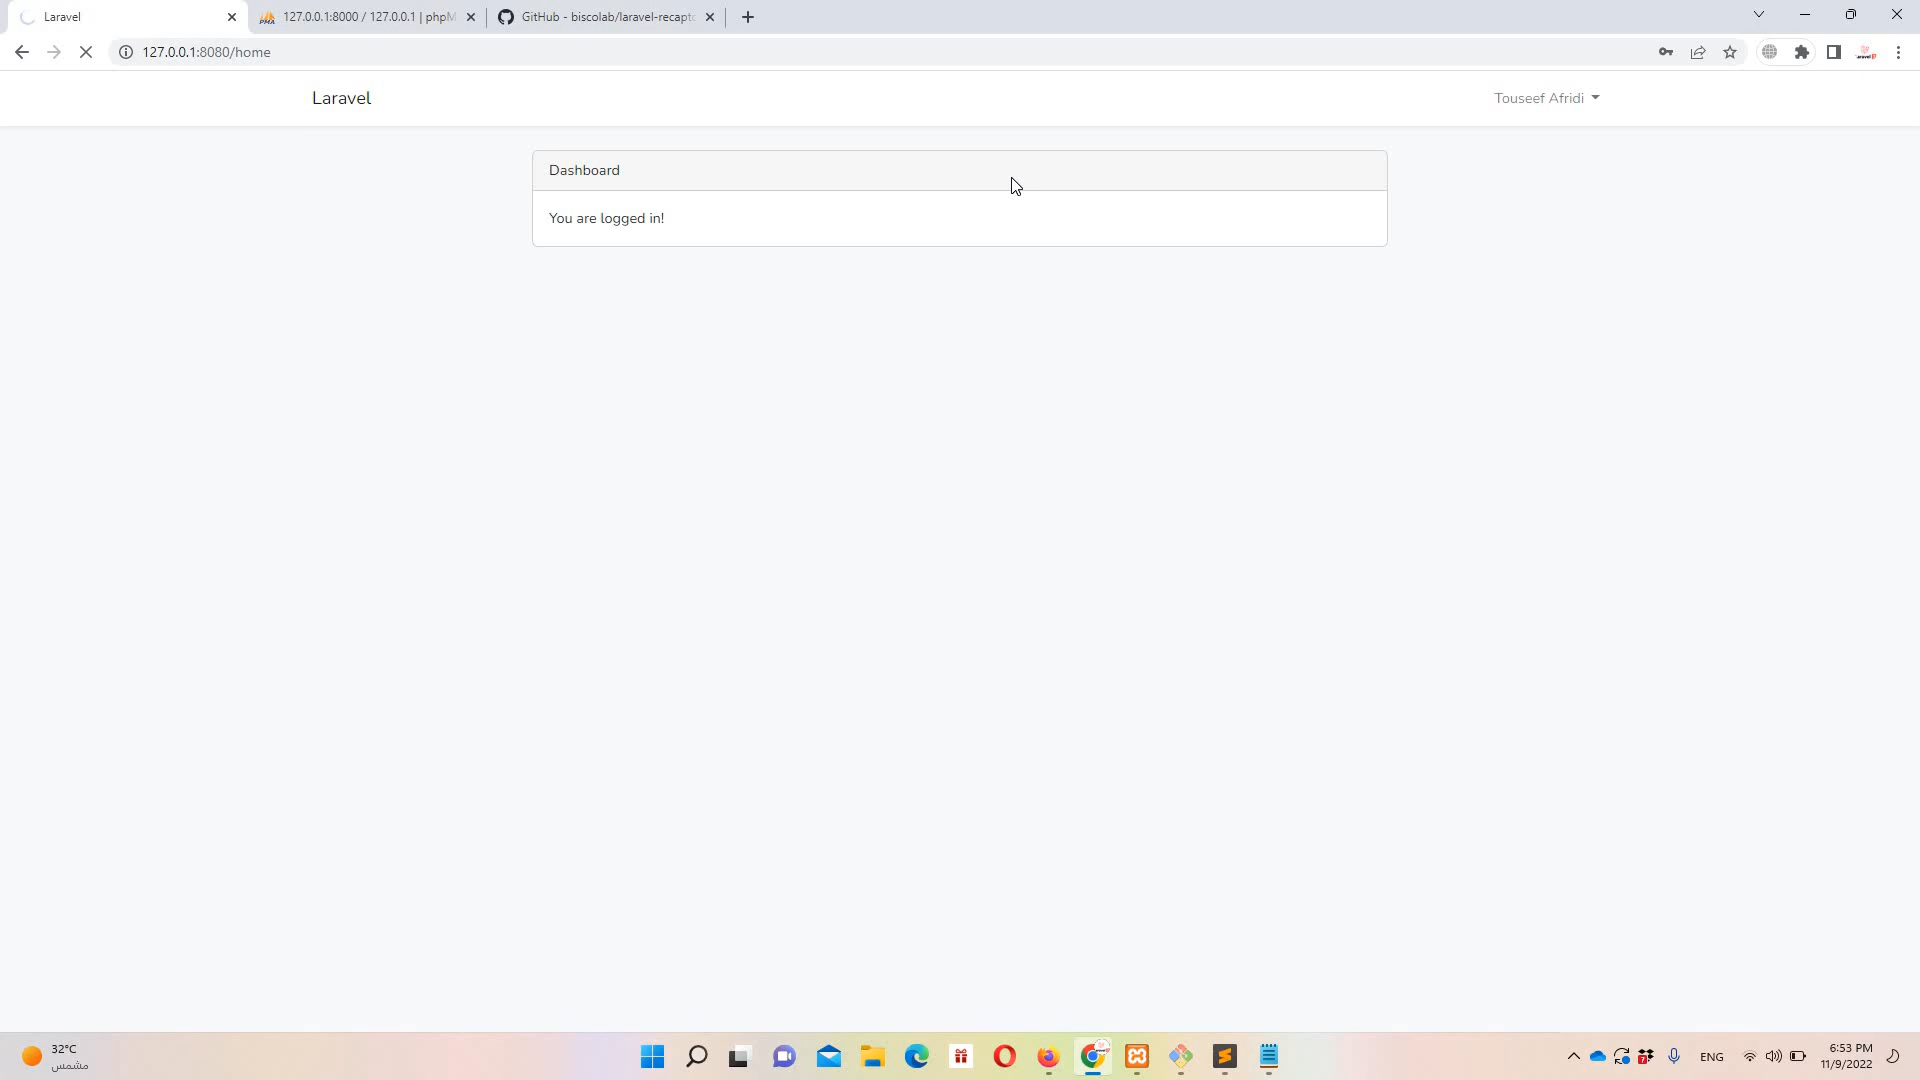 Laravel
127.0.0.1:8000 / 127.0.0.1 | phpM
GitHub - biscolab/laravel-recaptc
127.0.0.1:8080/home
Laravel
Touseef Afridi
Dashboard
You are logged in!
32°C
مشمس
ENG
6:53 PM
11/9/2022